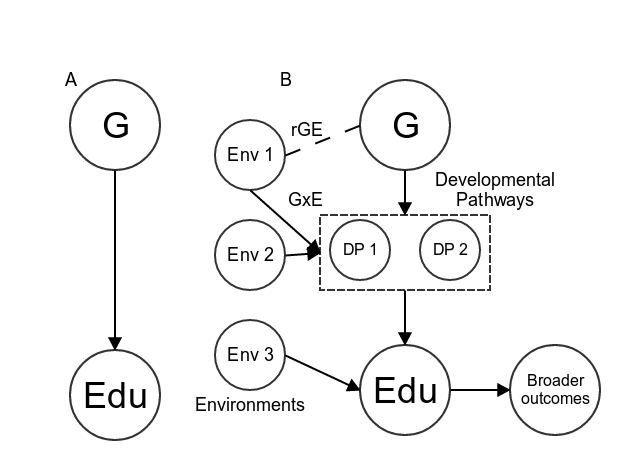 A
B
G
G
rGE
Env 1
GxE
Developmental
Pathways
Env 2
DP 1
DP 2
Env 3
Environments
Edu
Edu
Broader
outcomes